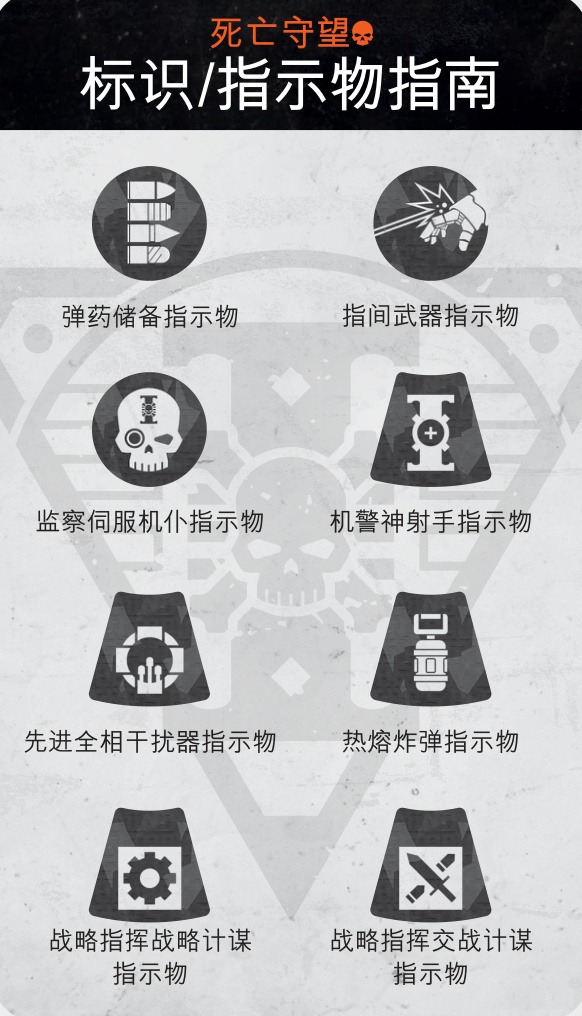 死亡守望
标识/指示物指南
弹药储备指示物
指间武器指示物
监察伺服机仆指示物
机警神射手指示物
先进全相干扰器指示物
热熔炸弹指示物
战略指挥战略计谋
指示物
战略指挥交战计谋
指示物